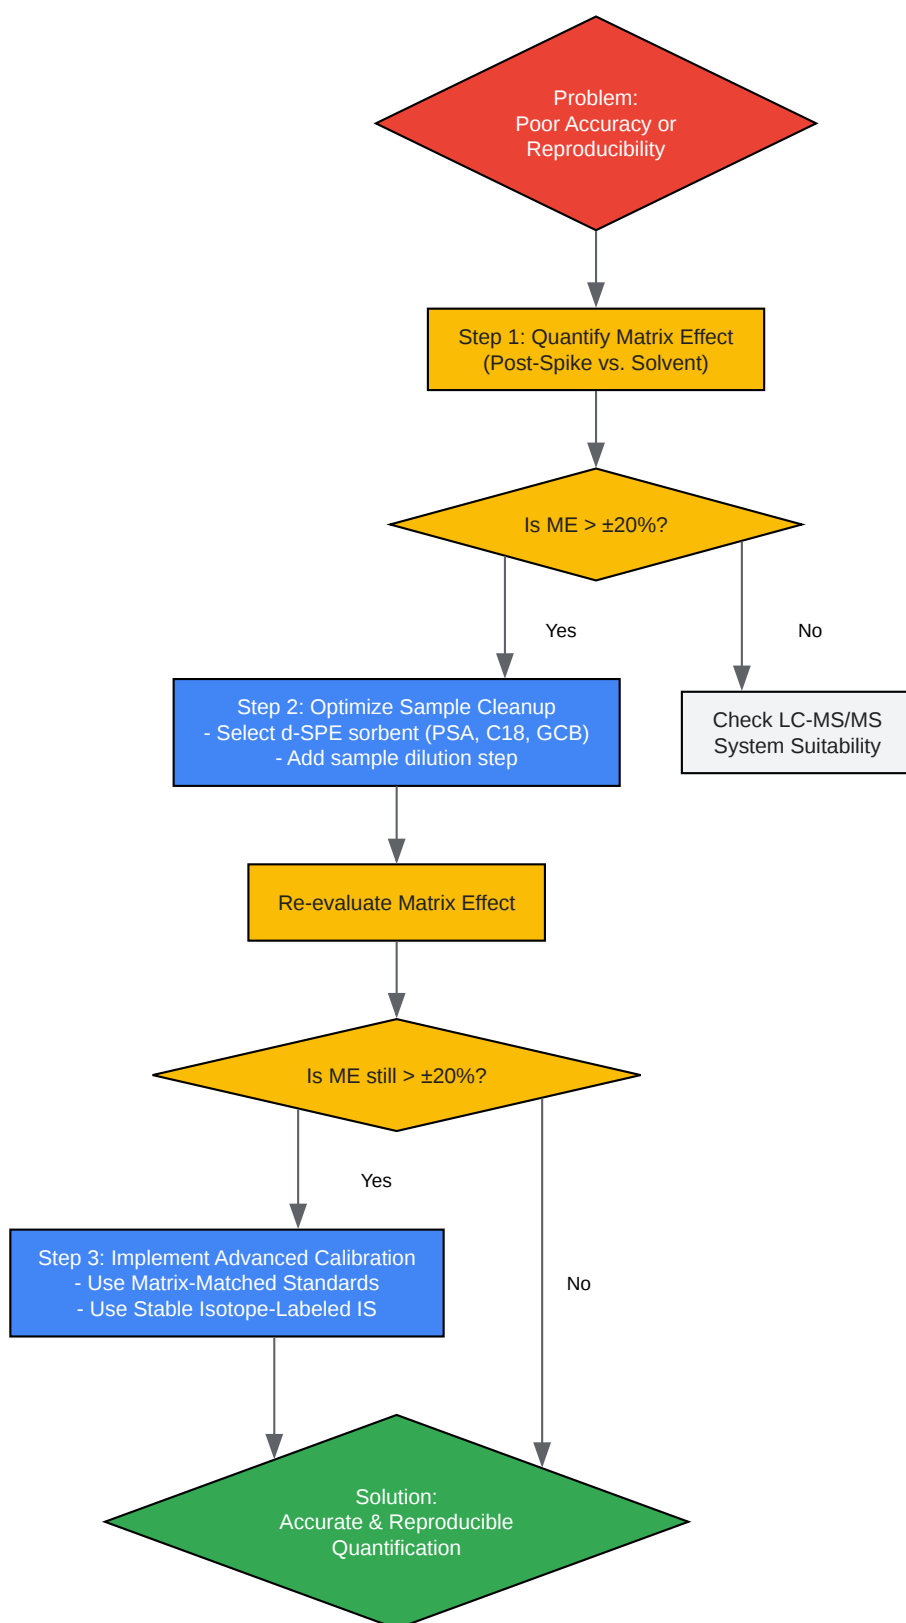 Problem:
Poor Accuracy or
Reproducibility
Step 1: Quantify Matrix Effect
(Post-Spike vs. Solvent)
Is ME > ±20%?
Yes
No
Step 2: Optimize Sample Cleanup
- Select d-SPE sorbent (PSA, C18, GCB)
- Add sample dilution step
Check LC-MS/MS
System Suitability
Re-evaluate Matrix Effect
Is ME still > ±20%?
Yes
Step 3: Implement Advanced Calibration
- Use Matrix-Matched Standards
- Use Stable Isotope-Labeled IS
No
Solution:
Accurate & Reproducible
Quantification